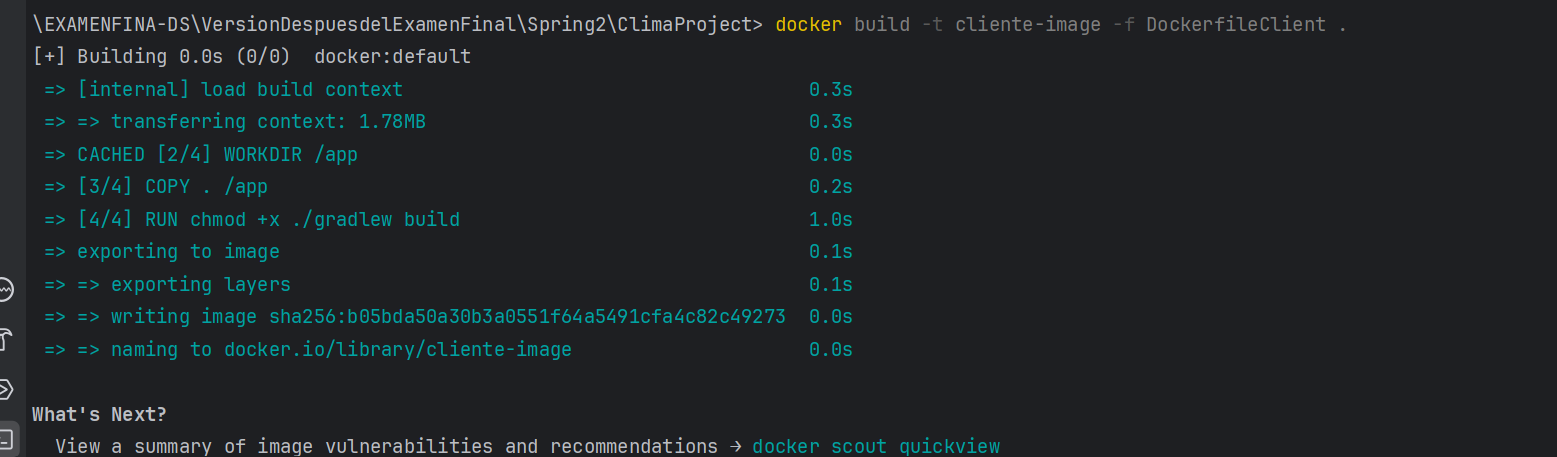 \EXAMENFINA-DS\VersionDespuesdelExamenFinal\Spring2\ClimaProject> docker build -t cliente-image -f DockerfileClient .
[+] Building 0.0s (0/0)  docker:default
=> [internal] load build context 0.3s
=> => transferring context: 1.78MB 0.3s
=> CACHED [2/4] WORKDIR /app 0.0s
=> [3/4] COPY . /app 0.2s
=> [4/4] RUN chmod +x ./gradlew build 1.0s
=> exporting to image 0.1s
=> => exporting layers 0.1s
=> => writing image sha256:b05bda50a30b3a0551f64a5491cfa4c82c49273 0.0s
=> => naming to docker.io/library/cliente-image 0.0s
What's Next?
View a summary of image vulnerabilities and recommendations → docker scout quickview